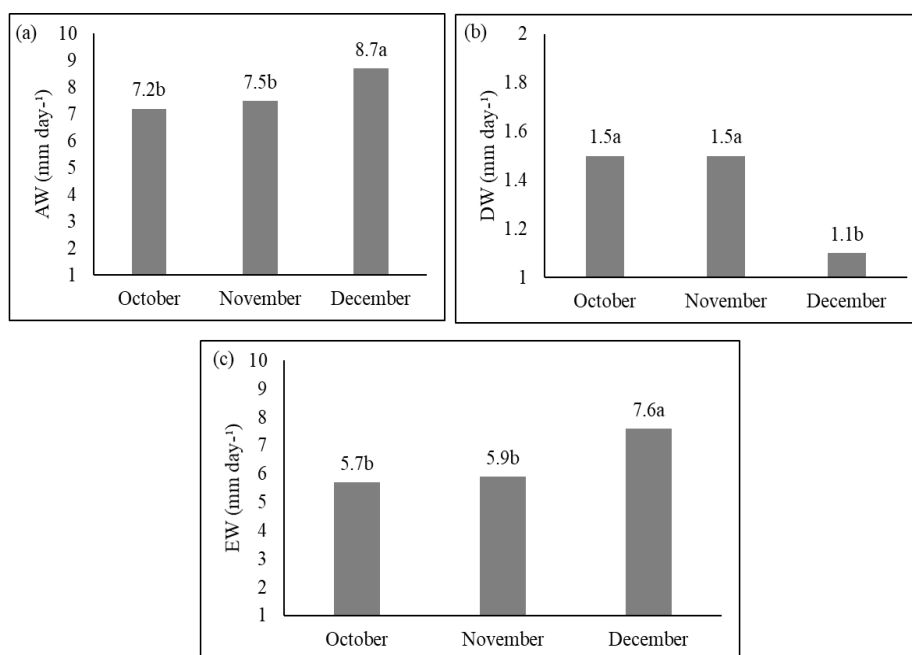 (a)
AW (mm day-¹)
10
9
8
7
6
5
4
3
2
1
7.2b
7.5b
8.7a
October
November
December
(b)
DW (mm day-¹)
2
1.8
1.6
1.4
1.2
1
1.5a
1.5a
1.1b
October
November
December
(c)
EW (mm day-¹)
10
9
8
7
6
5
4
3
2
1
5.7b
5.9b
7.6a
October
November
December